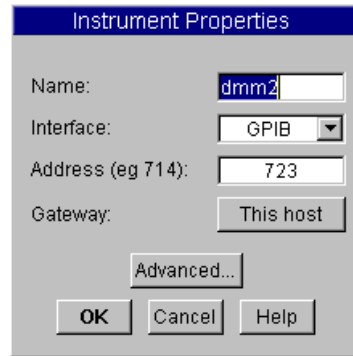 Instrument Properties
Name: dmm2
Interface: GPIB
Address (eg 714): 723
Gateway: This host
Advanced...
OK Cancel Help